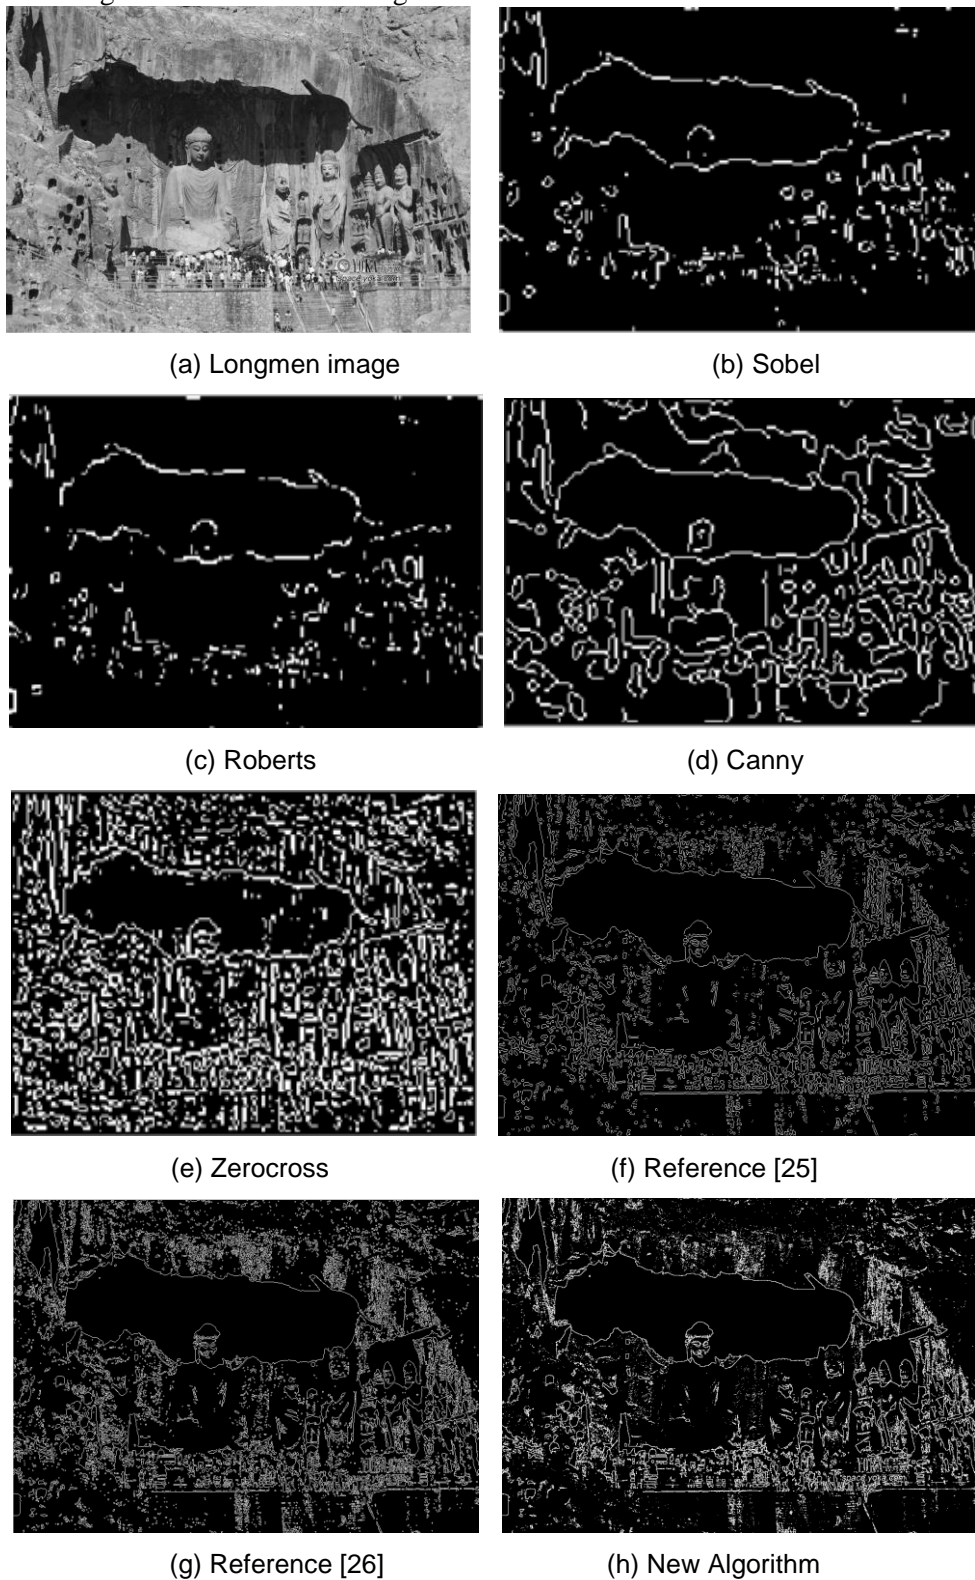 (a) Longmen image
(b) Sobel
(c) Roberts
(d) Canny
(e) Zerocross
(f) Reference [25]
(g) Reference [26]
(h) New Algorithm